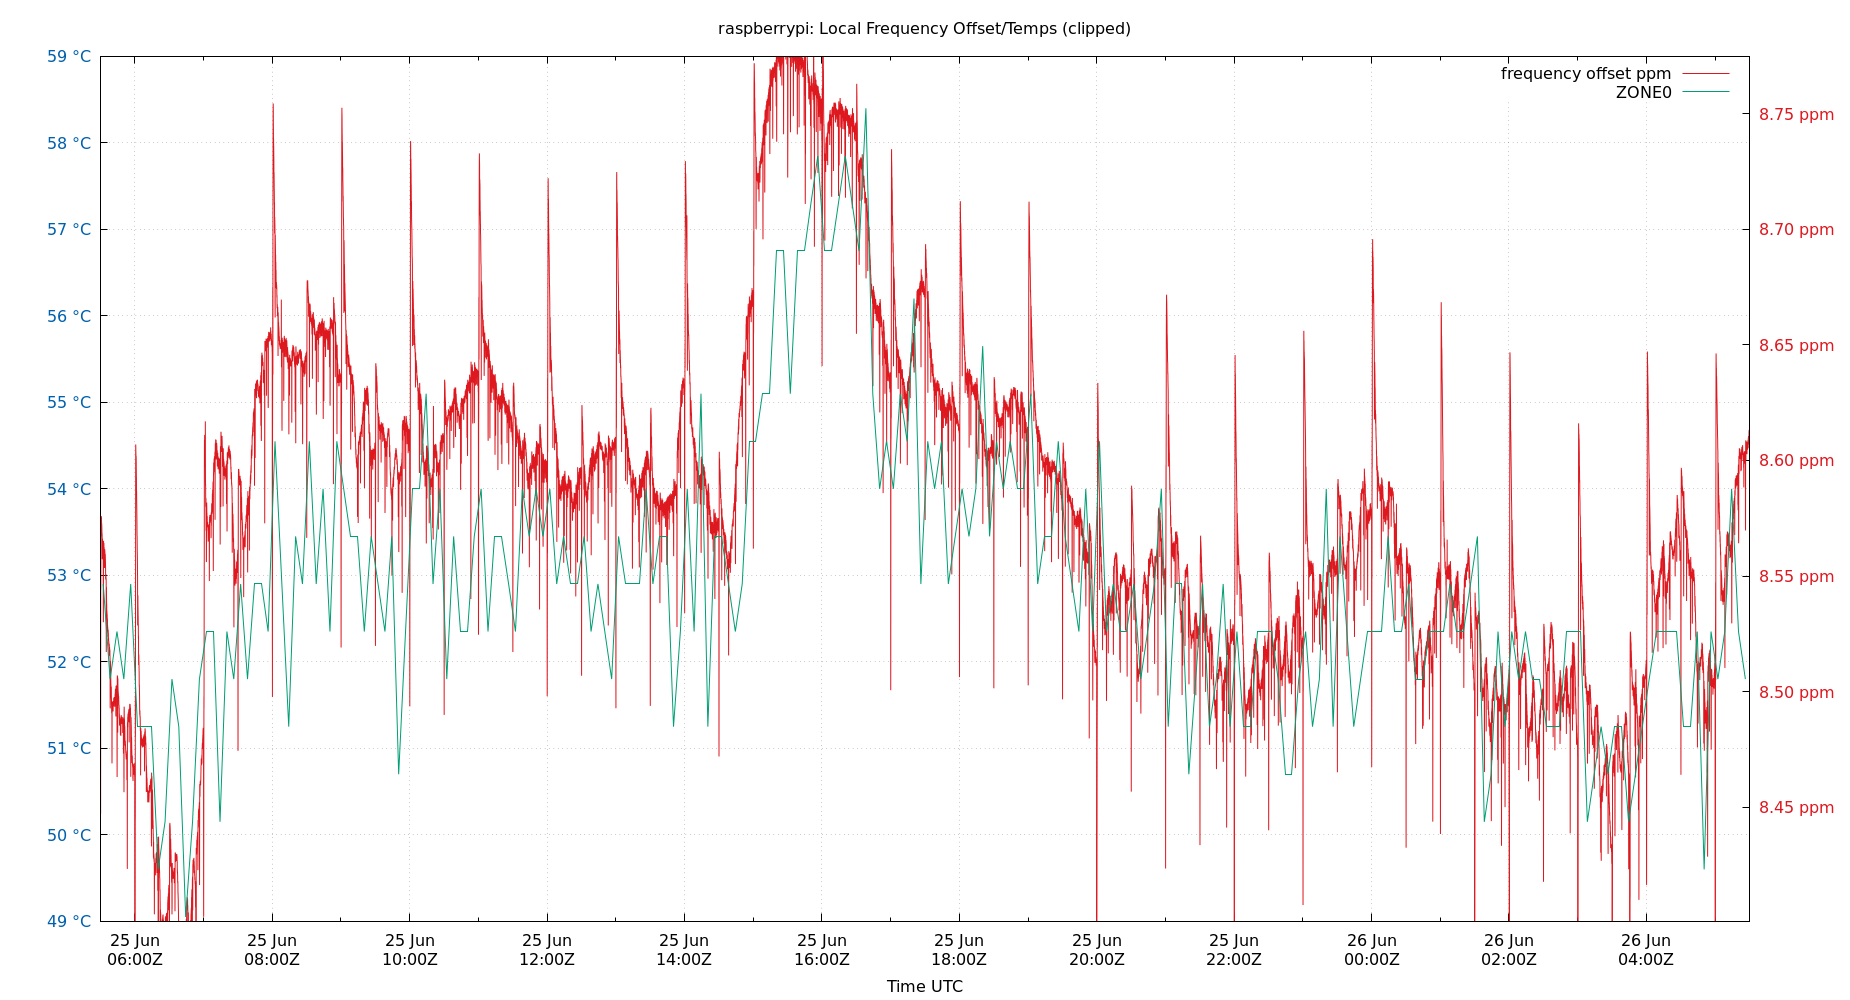 raspberrypi: Local Frequency Offset/Temps (clipped)
frequency offset ppm
ZONE0
59 °C
58 °C
57 °C
56 °C
55 °C
54 °C
53 °C
52 °C
51 °C
50 °C
49 °C
8.75 ppm
8.70 ppm
8.65 ppm
8.60 ppm
8.55 ppm
8.50 ppm
8.45 ppm
25 Jun
06:00Z
25 Jun
08:00Z
25 Jun
10:00Z
25 Jun
12:00Z
25 Jun
14:00Z
25 Jun
16:00Z
25 Jun
18:00Z
25 Jun
20:00Z
25 Jun
22:00Z
26 Jun
00:00Z
26 Jun
02:00Z
26 Jun
04:00Z
Time UTC